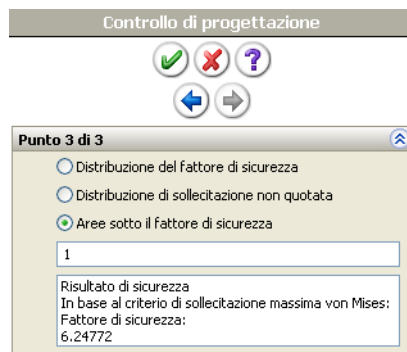 Controllo di progettazione
?
Punto 3 di 3
Distribuzione del fattore di sicurezza
Distribuzione di sollecitazione non quotata
Aree sotto il fattore di sicurezza
1
Risultato di sicurezza
In base al criterio di sollecitazione massima von Mises:
Fattore di sicurezza:
6.24772